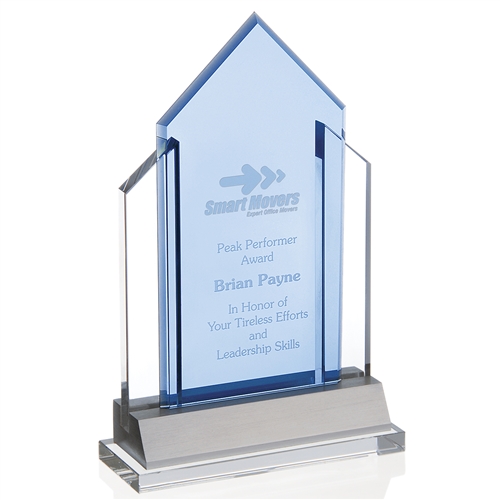 Smart Movers
Expert Office Movers
Peak Performer
Award
Brian Payne
In Honor of
Your Tireless Efforts
and
Leadership Skills